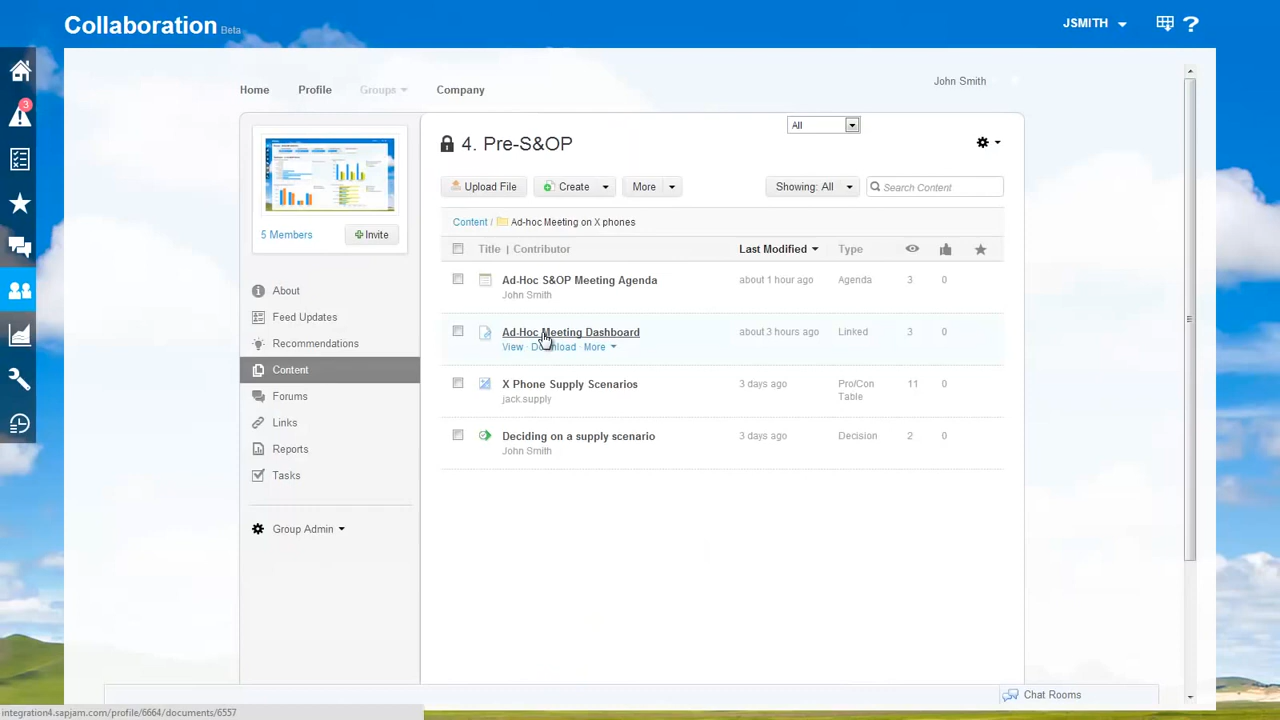 Collaboration Beta
JSMITH
?
3
Home Profile Groups Company
John Smith
All
4. Pre-S&OP
Upload File Create More Showing: All Search Content
5 Members Invite
Content / Ad-hoc Meeting on X phones
Title | Contributor Last Modified Type
Ad-Hoc S&OP Meeting Agenda about 1 hour ago Agenda 3 0
John Smith
Ad-Hoc Meeting Dashboard about 3 hours ago Linked 3 0
View · Download · More
X Phone Supply Scenarios 3 days ago Pro/Con 11 0
jack.supply Table
Deciding on a supply scenario 3 days ago Decision 2 0
John Smith
About
Feed Updates
Recommendations
Content
Forums
Links
Reports
Tasks
Group Admin
Chat Rooms
integration4.sapjam.com/profile/6664/documents/6557